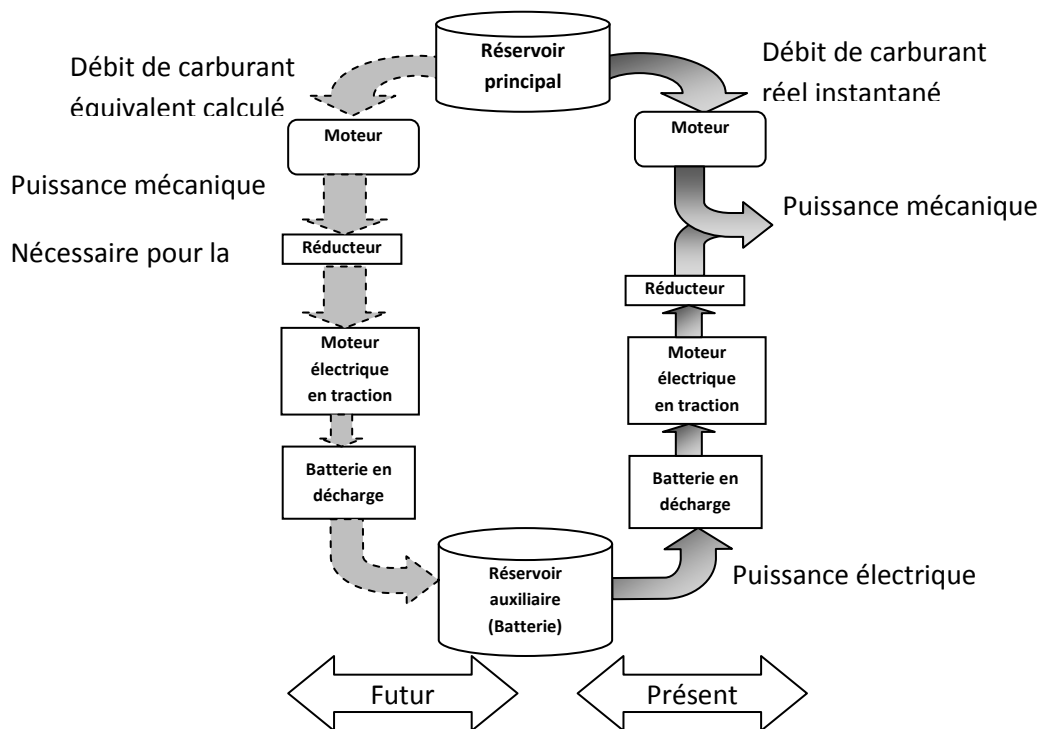 Réservoir
principal
Débit de carburant
équivalent calculé
Débit de carburant
réel instantané
Moteur
Moteur
Puissance mécanique
Puissance mécanique
Nécessaire pour la
Réducteur
Réducteur
Moteur
électrique
en traction
Moteur
électrique
en traction
Batterie en
décharge
Batterie en
décharge
Réservoir
auxiliaire
(Batterie)
Puissance électrique
Futur
Présent